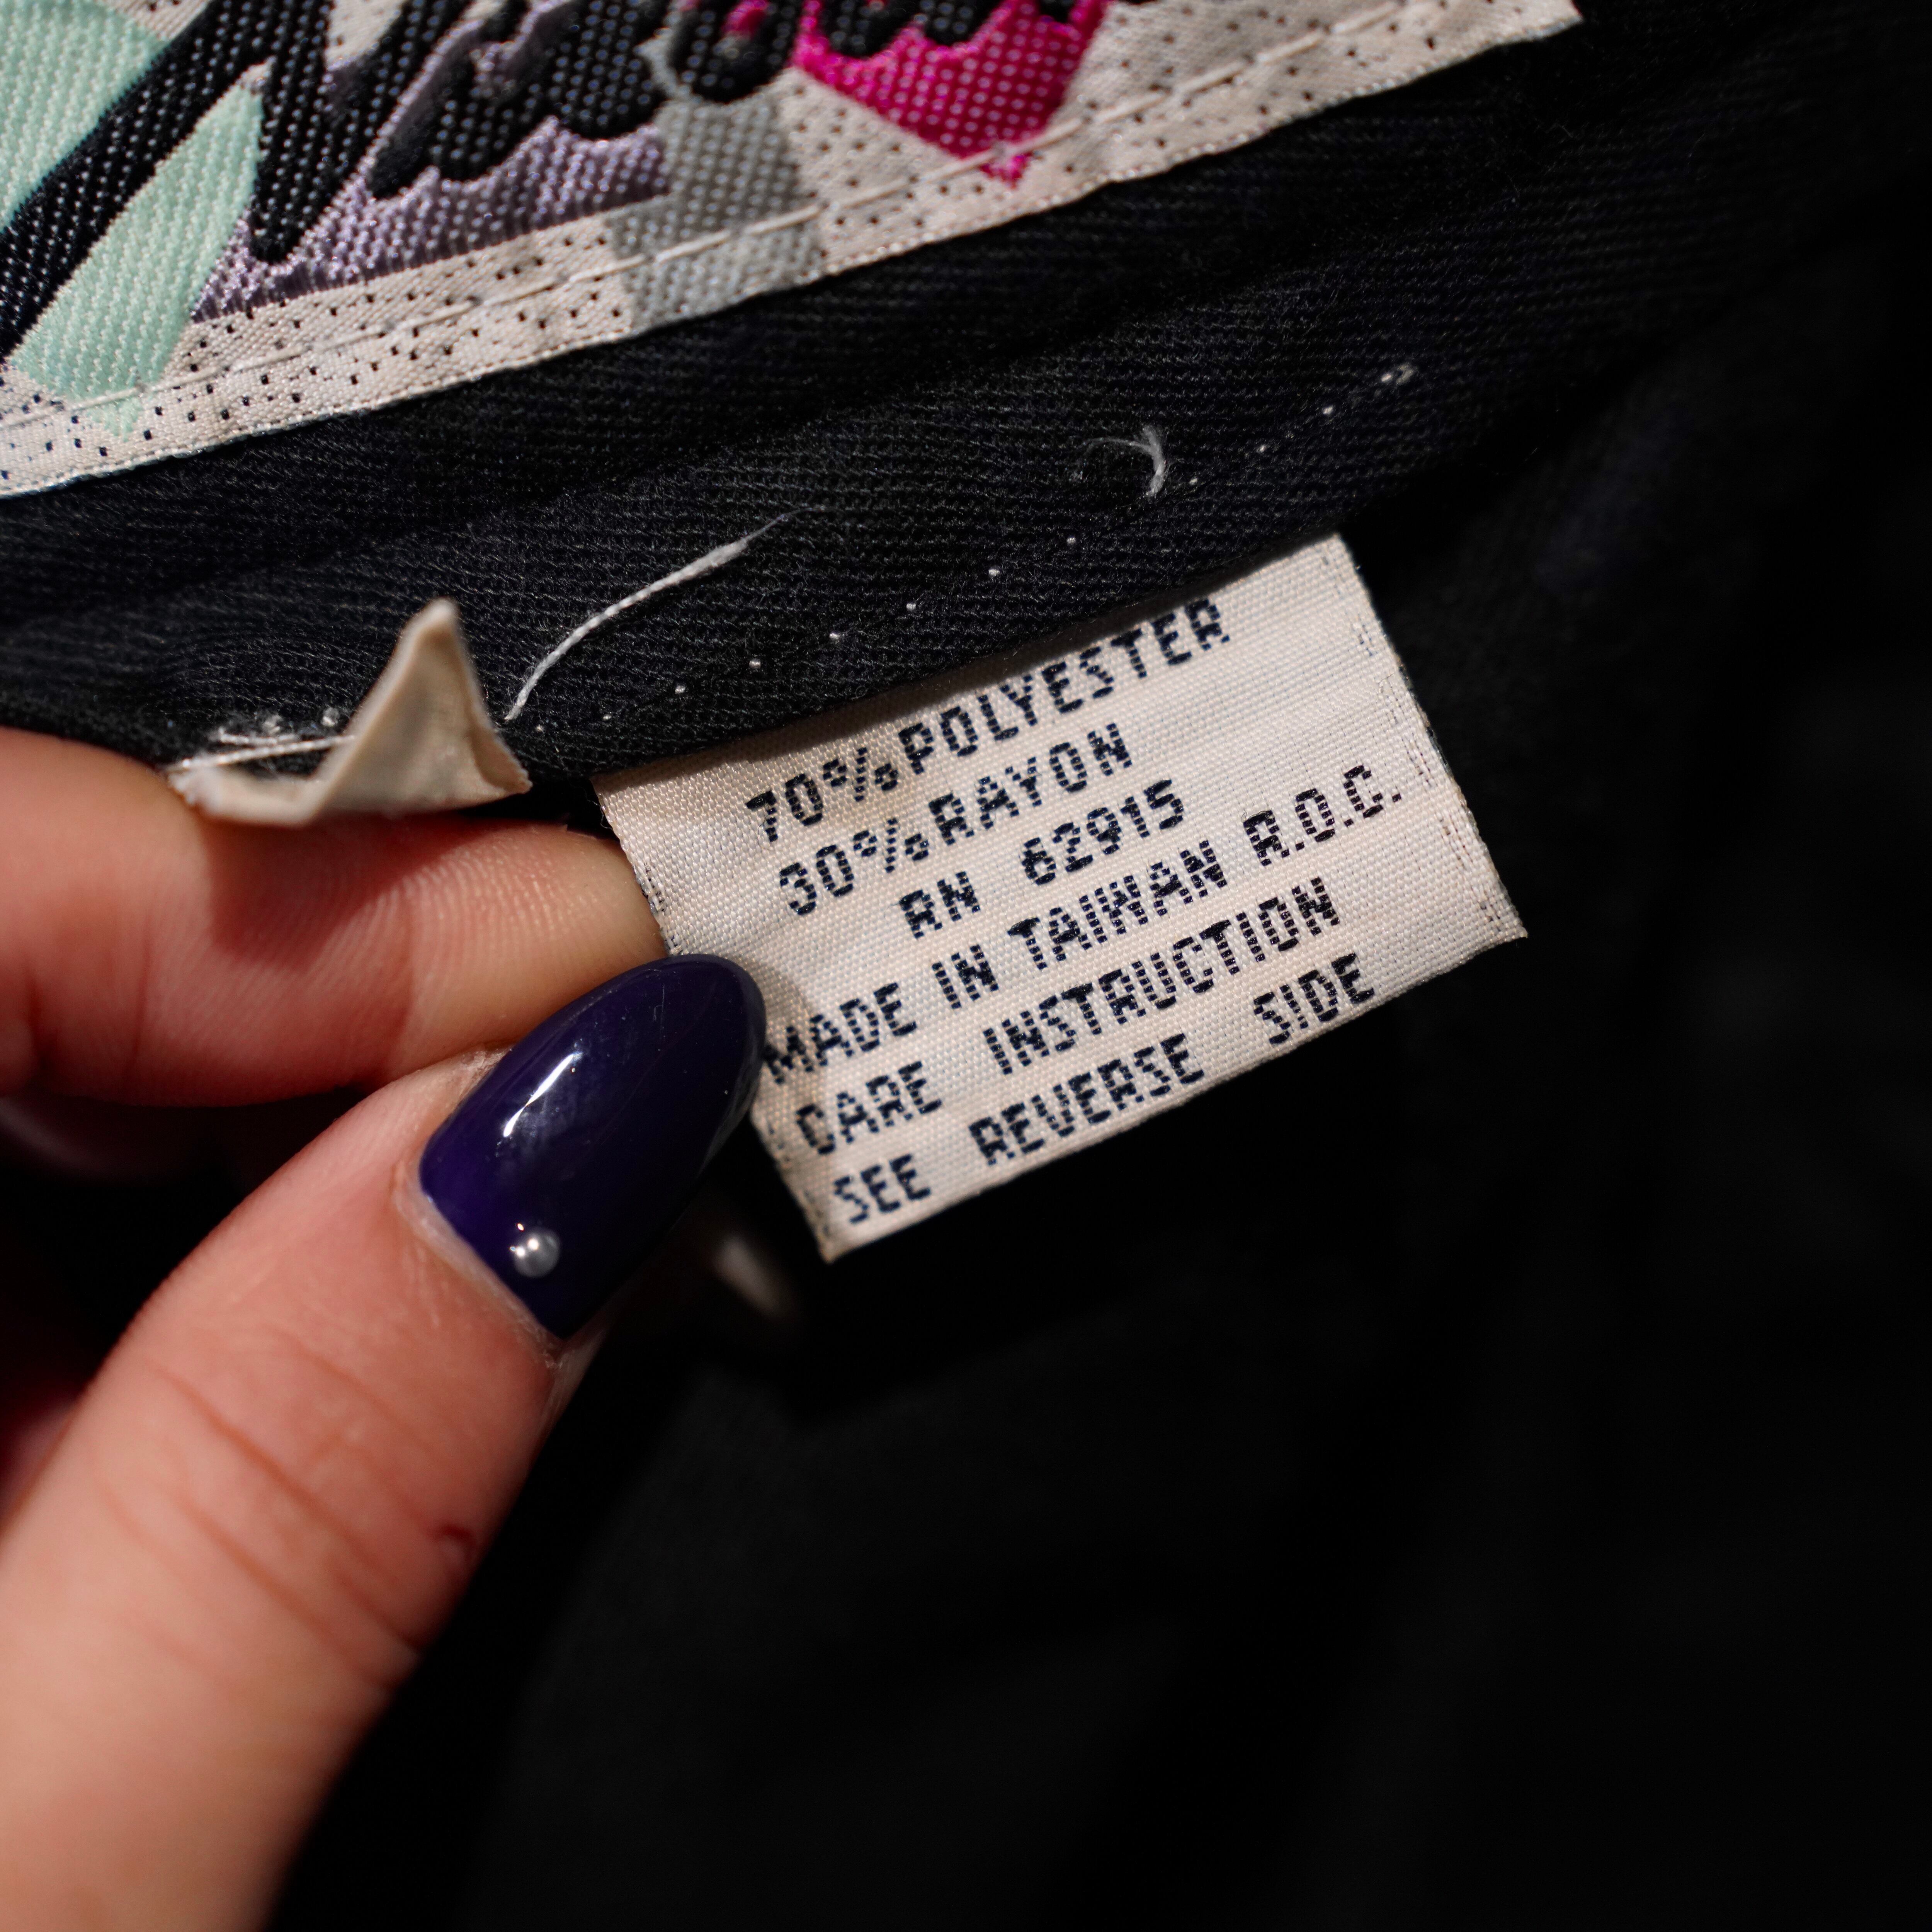 70% POLYESTER
30% RAYON
RN 62915
MADE IN TAIWAN R.O.C.
CARE INSTRUCTION
SEE REVERSE SIDE